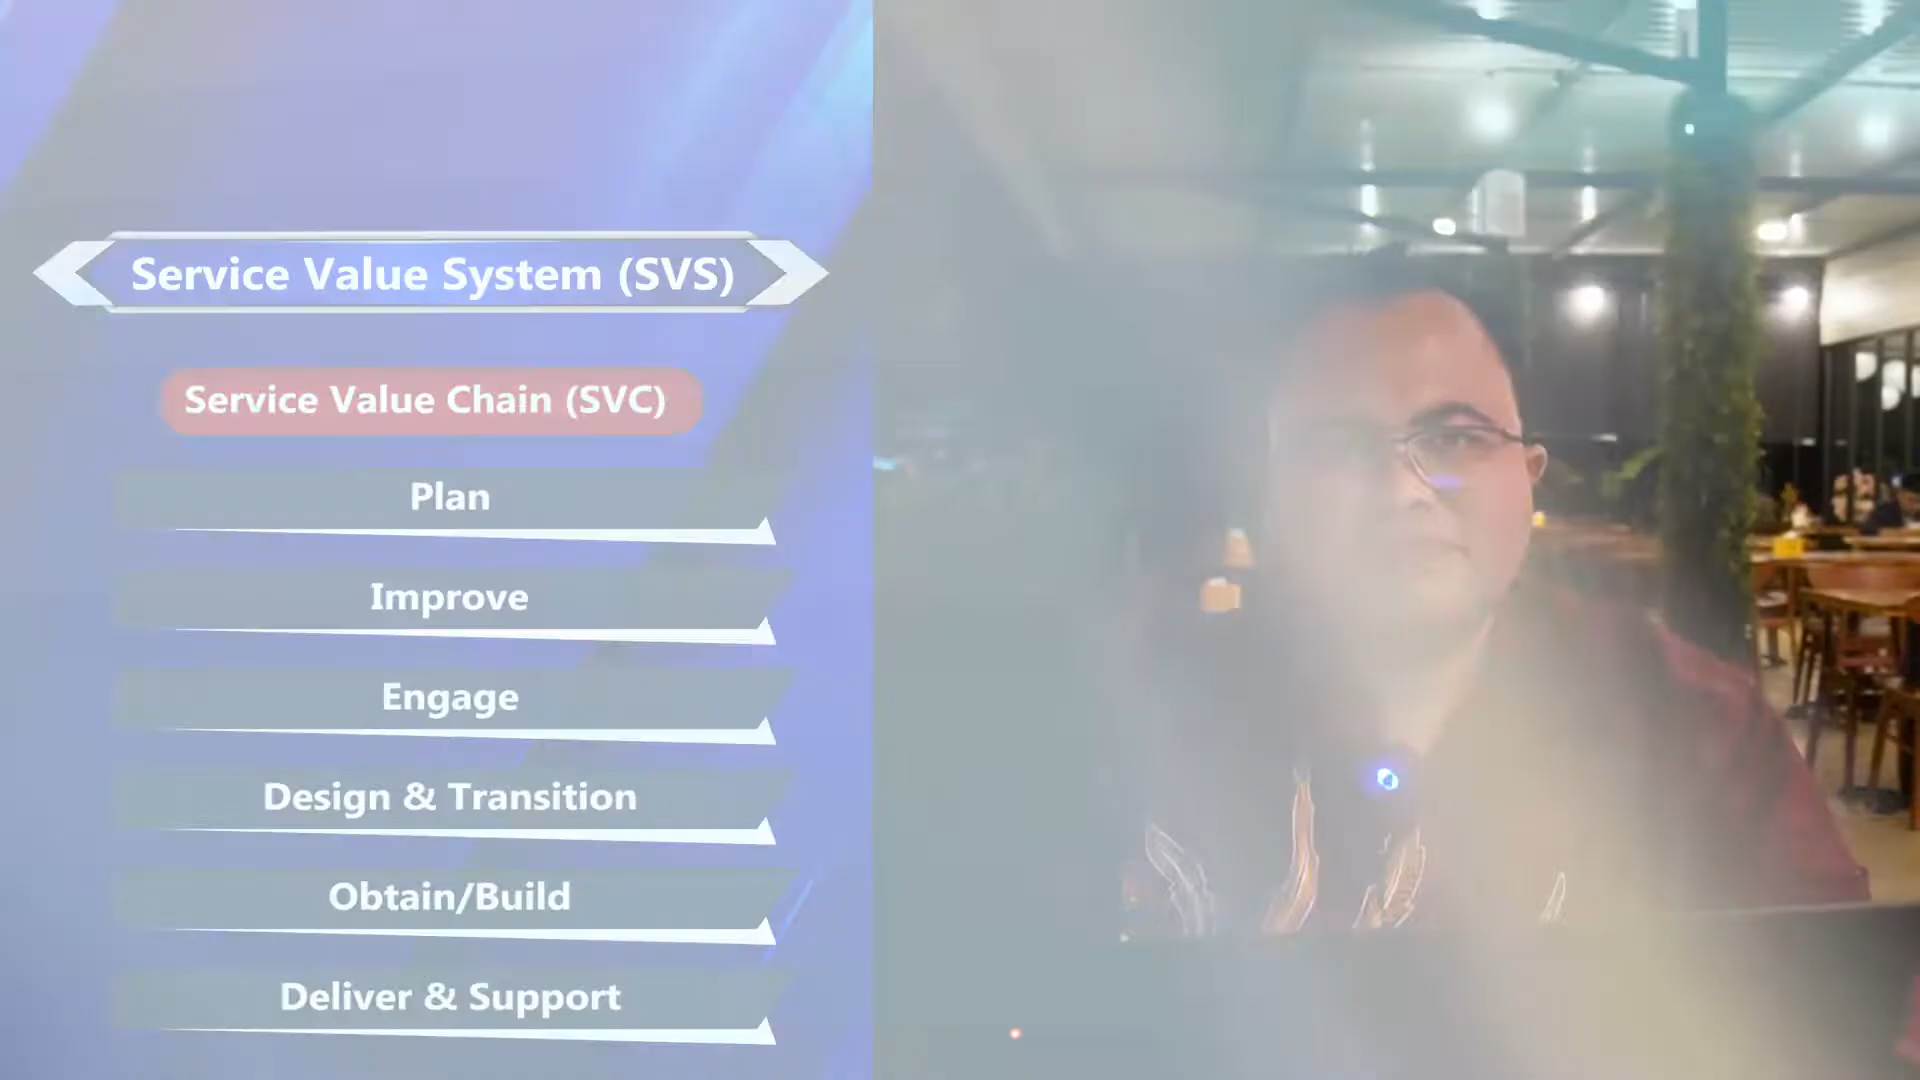 Service Value System (SVS)
Service Value Chain (SVC)
Plan
Improve
Engage
Design & Transition
Obtain/Build
Deliver & Support